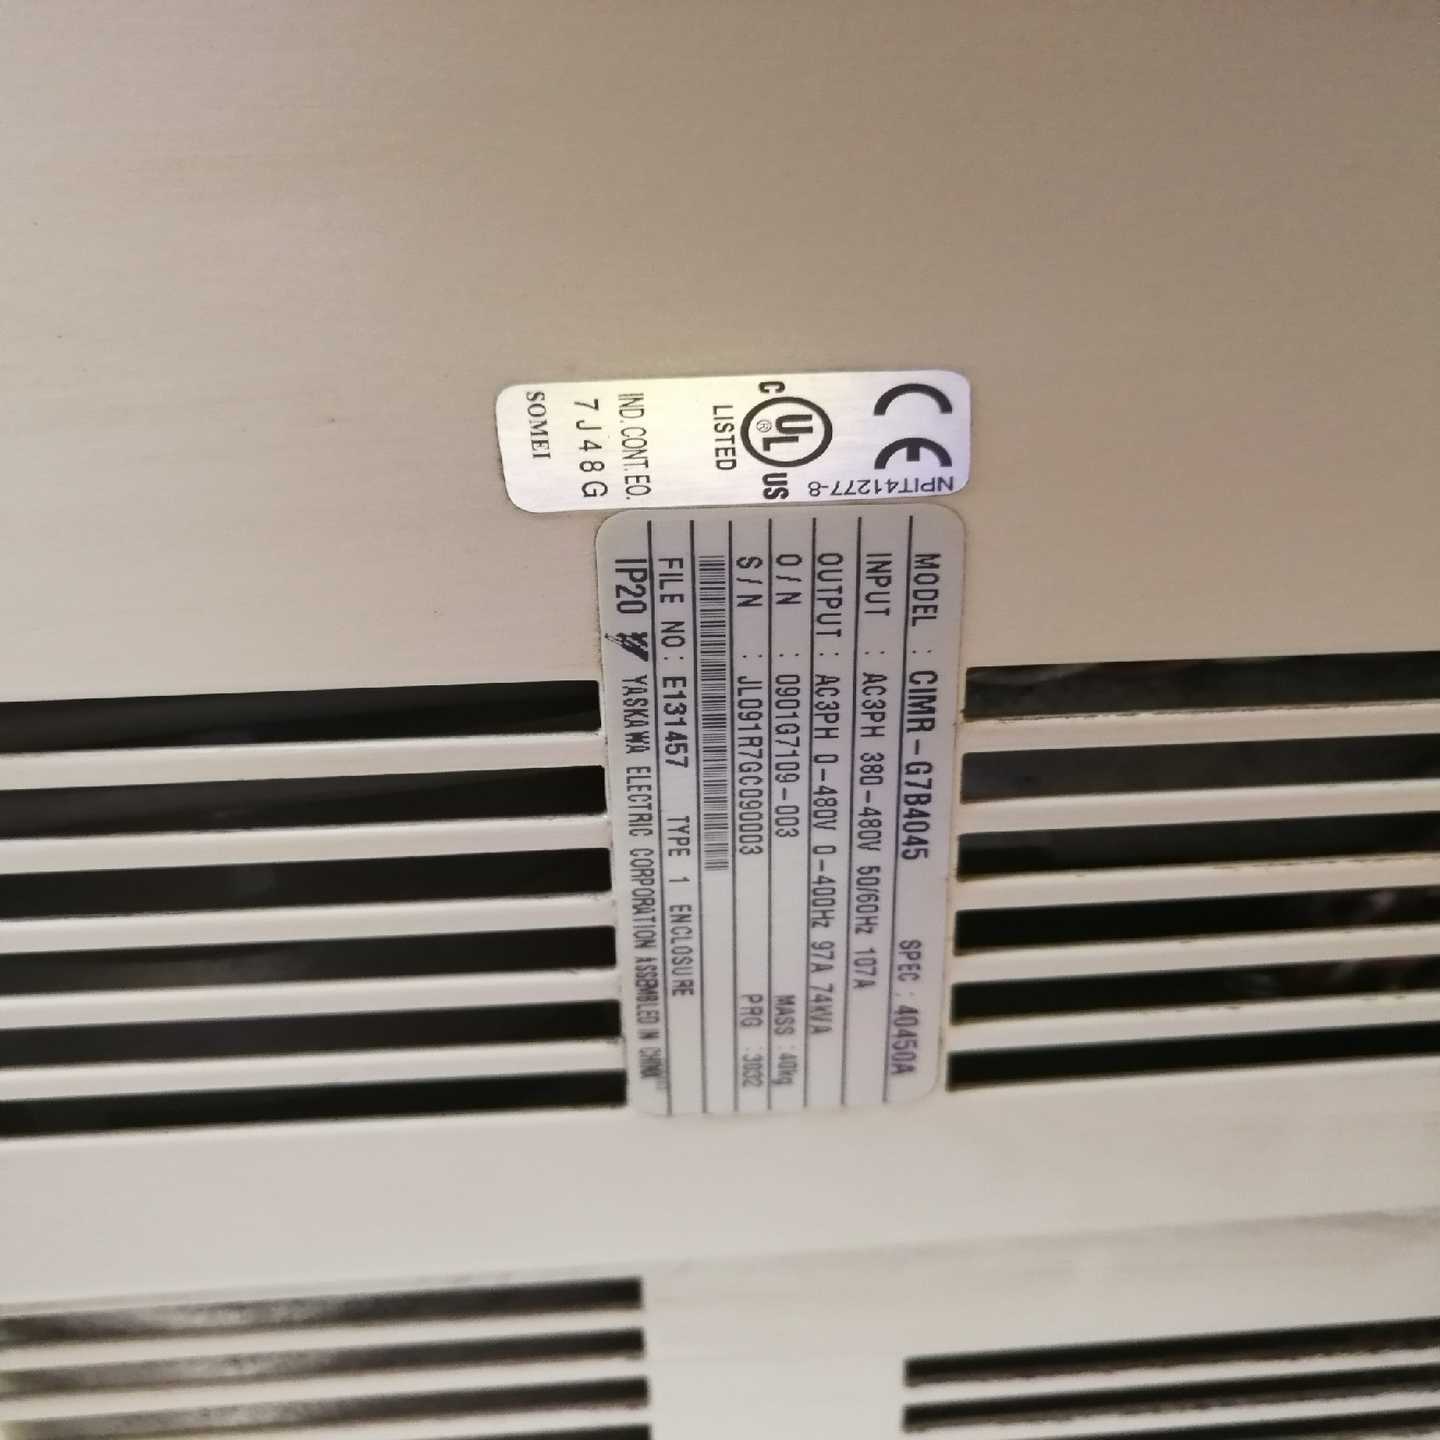 NPIT41277-8
CE
C UL US
®
LISTED
IND.CONT.EQ.
7J48G
SOMEI
MODEL : CIMR-G7B4045 SPEC : 40450A
INPUT : AC3PH 380-480V 50/60Hz 107A
OUTPUT : AC3PH 0-480V 0-400Hz 97A 74kVA
O/N : 0901G7109-003 MASS : 40kg
S/N : JL091R7GC090003 PRG : 3032
FILE NO : E131457 TYPE 1 ENCLOSURE
IP20 YASKAWA ELECTRIC CORPORATION ASSEMBLED IN CHINA